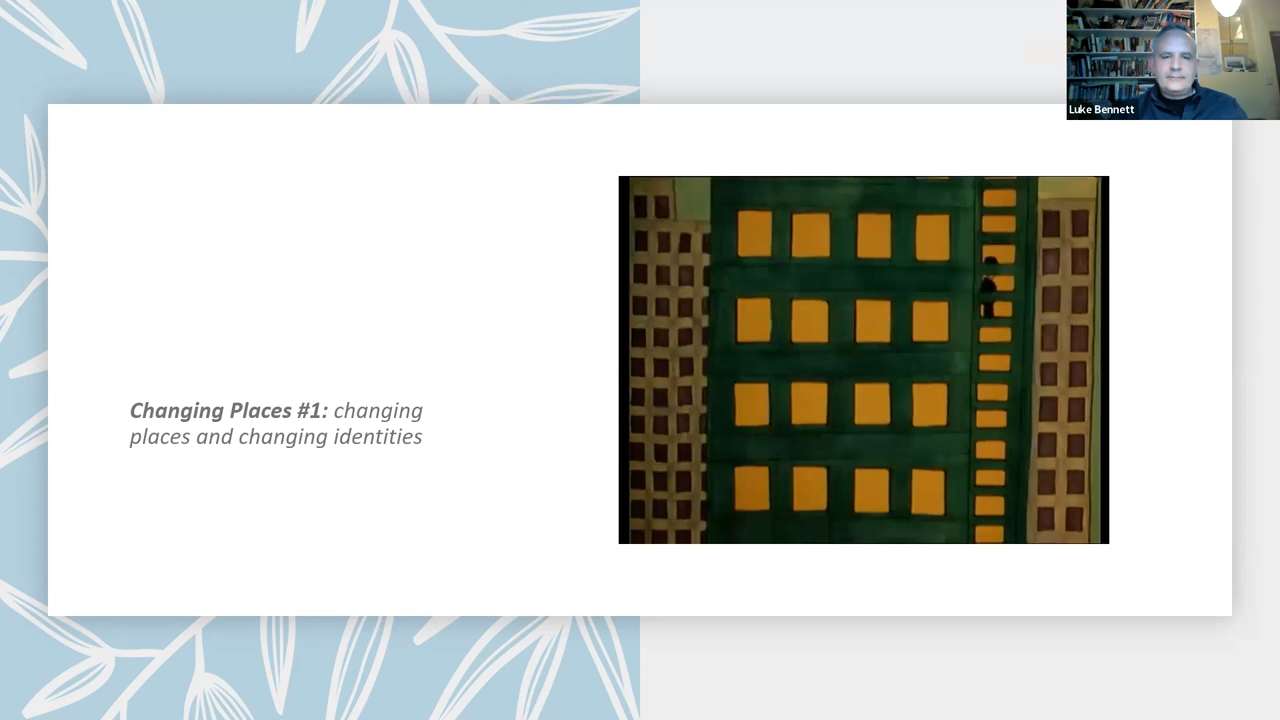 Luke Bennett
Changing Places #1: changing
places and changing identities